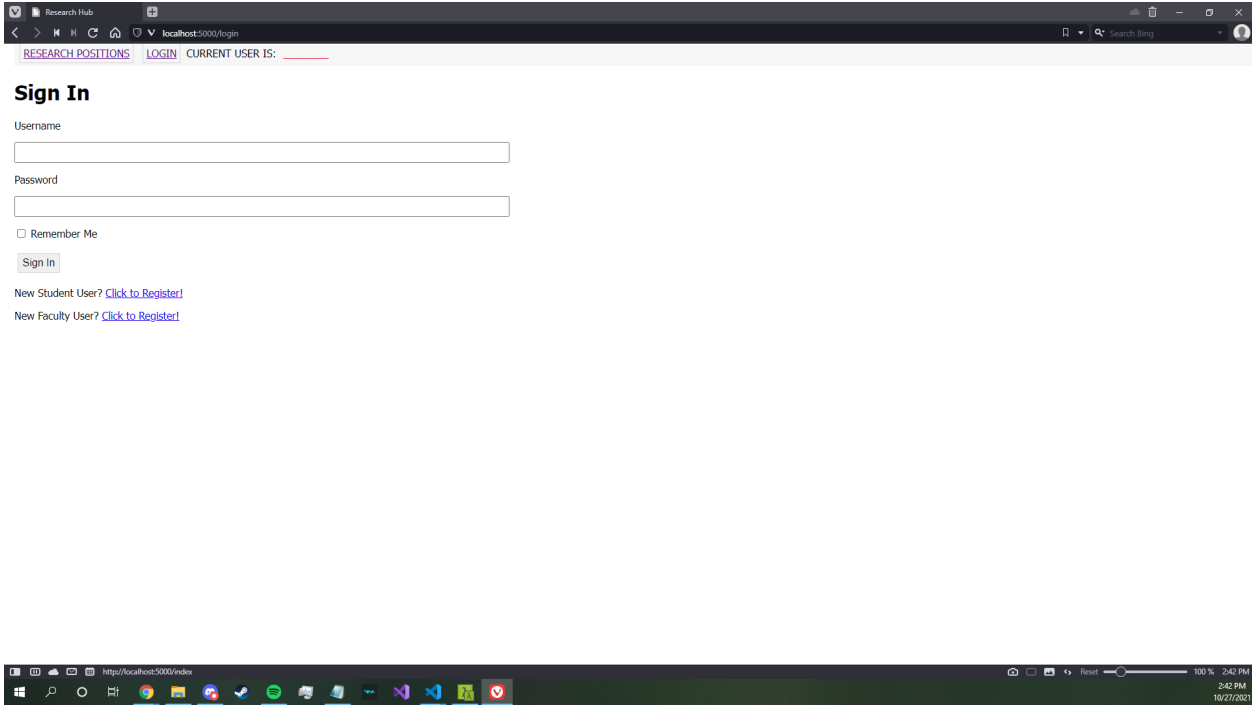 Research Hub
localhost:5000/login
Search Bing
RESEARCH POSITIONS LOGIN CURRENT USER IS: ________
Sign In
Username
Password
Remember Me
Sign In
New Student User? Click to Register!
New Faculty User? Click to Register!
http://localhost:5000/index
Reset
100 %
2:42 PM
2:42 PM
10/27/2021